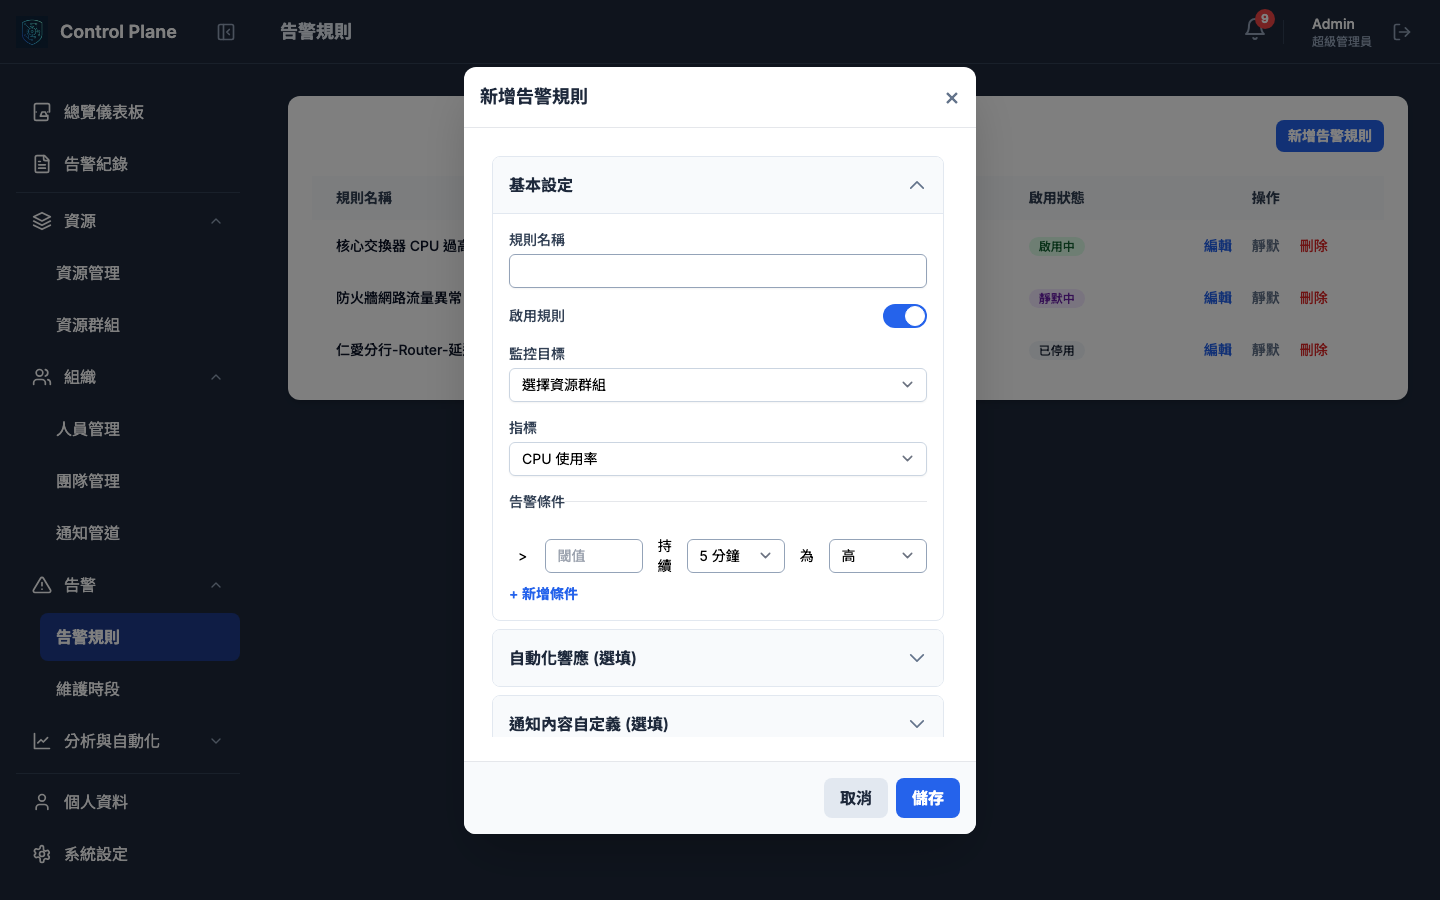 Control Plane
告警規則
9
Admin
超級管理員
總覽儀表板
告警紀錄
資源
資源管理
資源群組
組織
人員管理
團隊管理
通知管道
告警
告警規則
維護時段
分析與自動化
個人資料
系統設定
新增告警規則
規則名稱
啟用狀態
操作
核心交換器 CPU 過高
啟用中
編輯
靜默
刪除
防火牆網路流量異常
靜默中
編輯
靜默
刪除
仁愛分行-Router-延遲
已停用
編輯
靜默
刪除
新增告警規則
×
基本設定
規則名稱
啟用規則
監控目標
選擇資源群組
指標
CPU 使用率
告警條件
> 閾值 持續 5 分鐘 為 高
+ 新增條件
自動化響應 (選填)
通知內容自定義 (選填)
取消
儲存